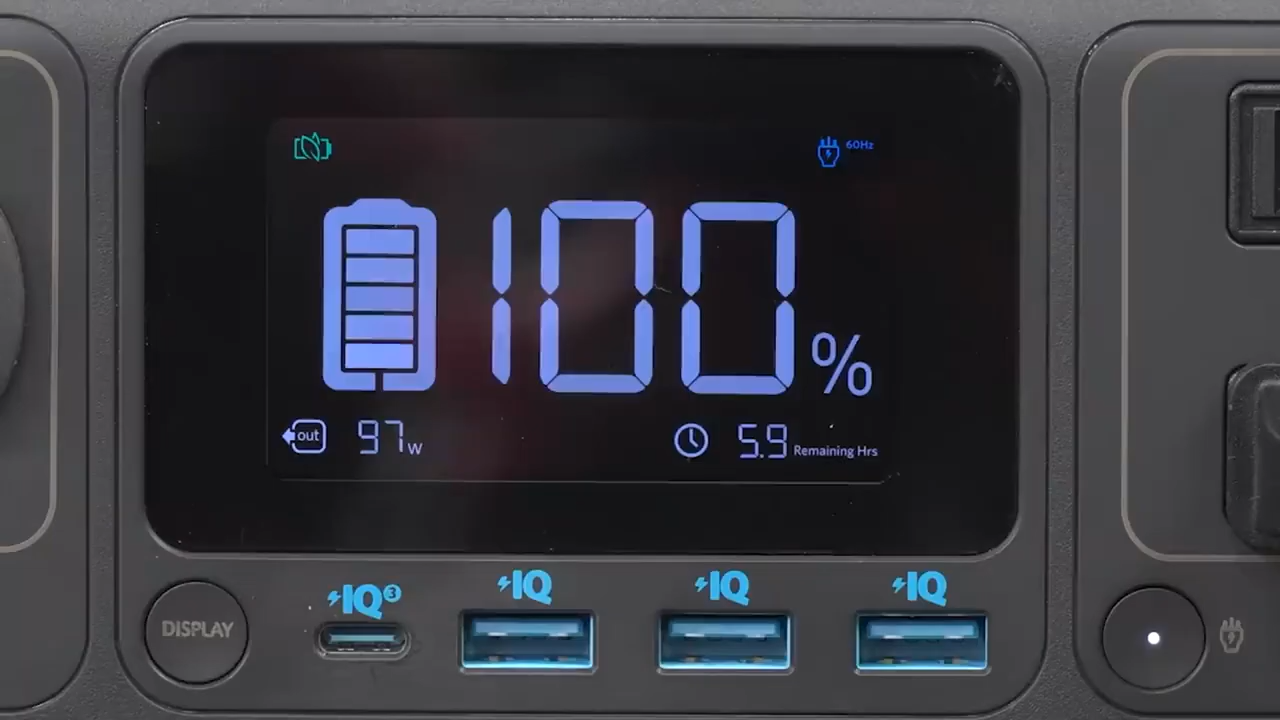 60Hz
100%
out 97w
5.9 Remaining Hrs
IQ3
IQ
IQ
IQ
DISPLAY